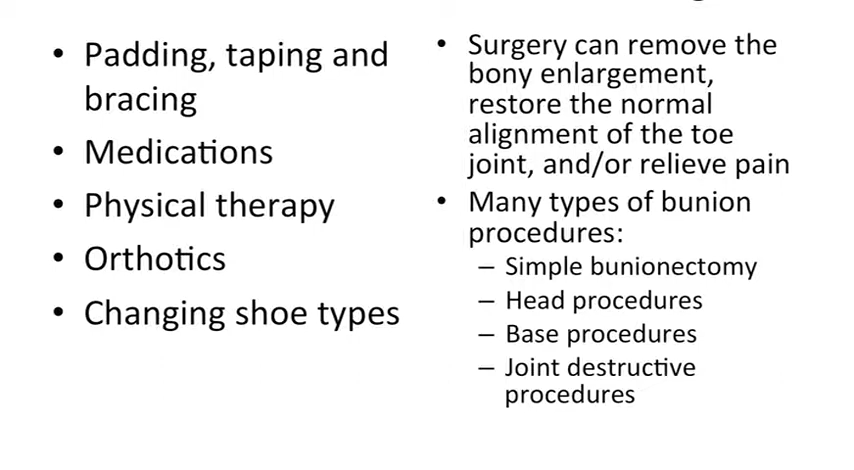 • Padding, taping and
bracing
• Medications
• Physical therapy
• Orthotics
• Changing shoe types
• Surgery can remove the
bony enlargement,
restore the normal
alignment of the toe
joint, and/or relieve pain
• Many types of bunion
procedures:
– Simple bunionectomy
– Head procedures
– Base procedures
– Joint destructive
procedures